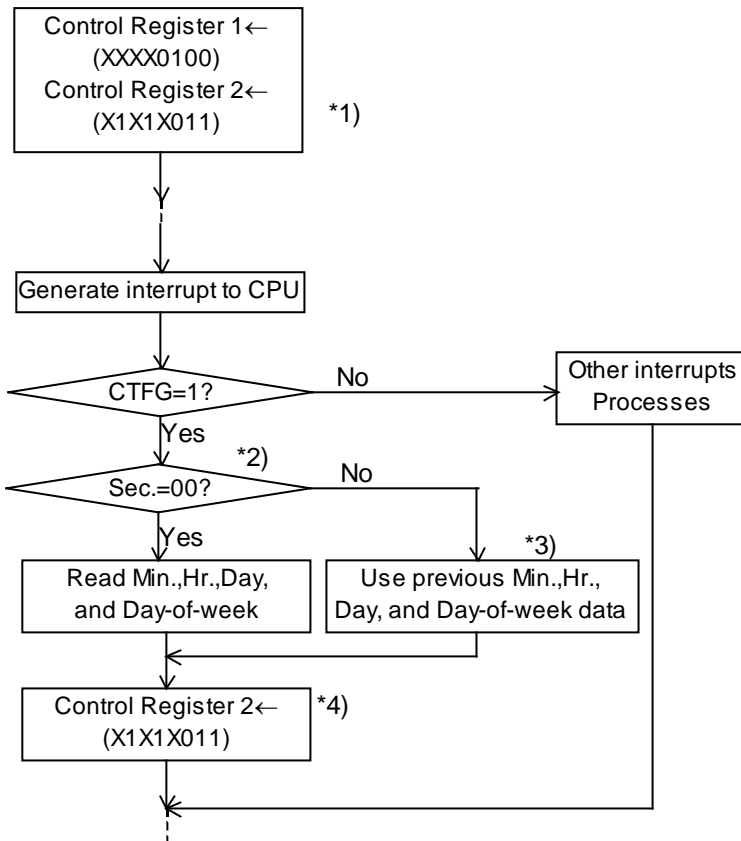 Control Register 1←
(XXXX0100)
Control Register 2←
(X1X1X011)
*1)
Generate interrupt to CPU
CTFG=1?
No
Other interrupts
Processes
Yes
*2)
Sec.=00?
No
Yes
*3)
Read Min.,Hr.,Day,
and Day-of-week
Use previous Min.,Hr.,
Day, and Day-of-week data
Control Register 2←
(X1X1X011)
*4)